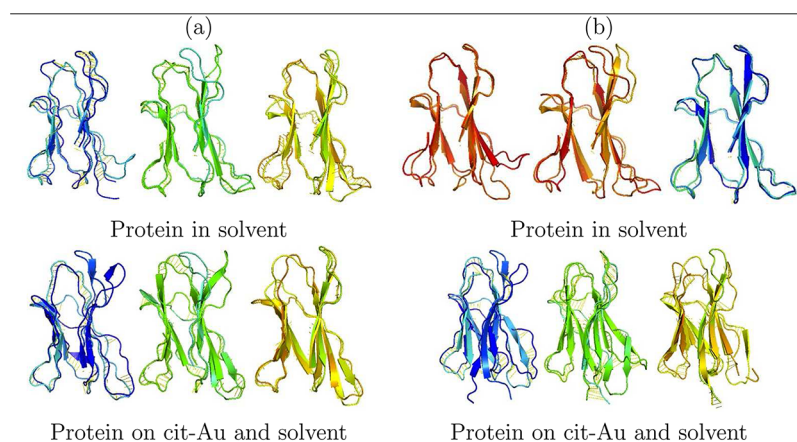 (a) (b)
Protein in solvent Protein in solvent
Protein on cit-Au and solvent Protein on cit-Au and solvent